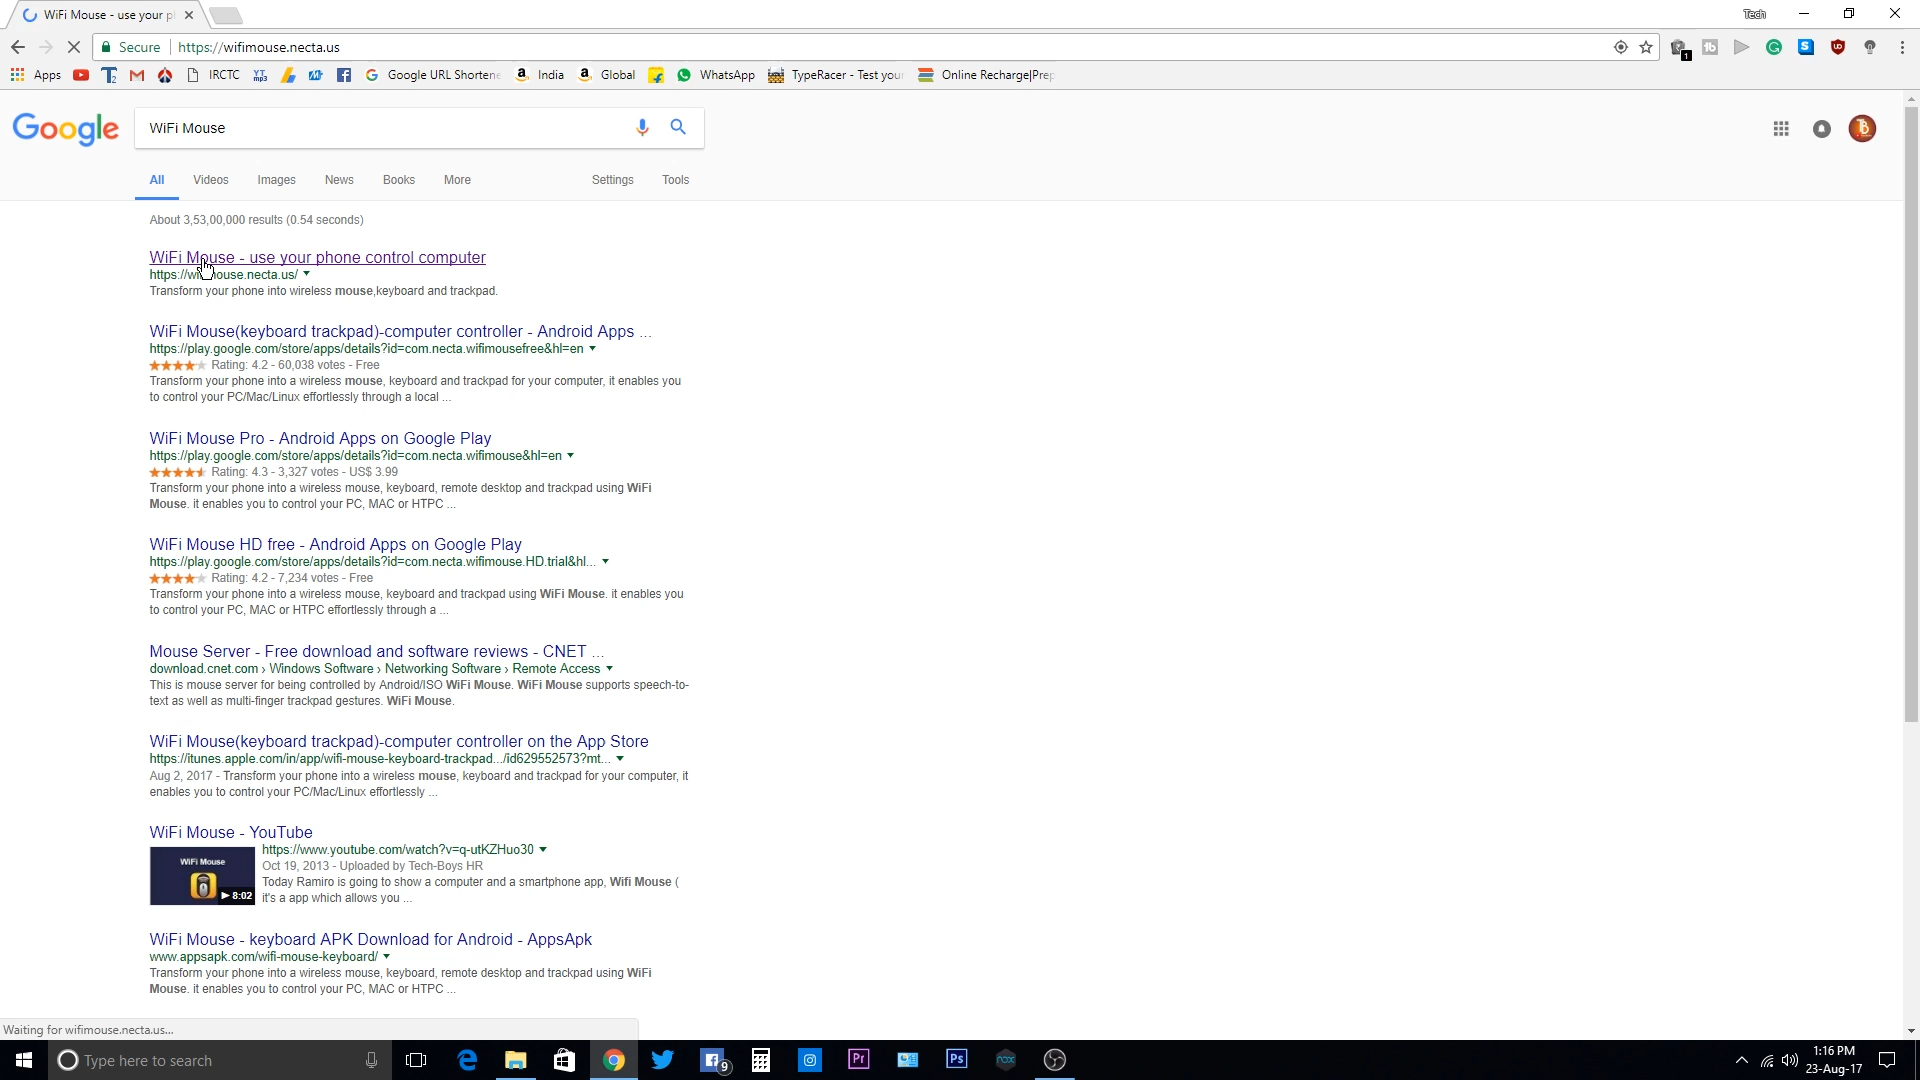 WiFi Mouse - use your p
Tech
Secure https://wifimouse.necta.us
Apps IRCTC Google URL Shortene India Global WhatsApp TypeRacer - Test your Online Recharge|Prep
Google WiFi Mouse
All Videos Images News Books More Settings Tools
About 3,53,00,000 results (0.54 seconds)
WiFi Mouse - use your phone control computer
https://wifimouse.necta.us/
Transform your phone into wireless mouse,keyboard and trackpad.
WiFi Mouse(keyboard trackpad)-computer controller - Android Apps ...
https://play.google.com/store/apps/details?id=com.necta.wifimousefree&hl=en
Rating: 4.2 - 60,038 votes - Free
Transform your phone into a wireless mouse, keyboard and trackpad for your computer, it enables you
to control your PC/Mac/Linux effortlessly through a local ...
WiFi Mouse Pro - Android Apps on Google Play
https://play.google.com/store/apps/details?id=com.necta.wifimouse&hl=en
Rating: 4.3 - 3,327 votes - US$ 3.99
Transform your phone into a wireless mouse, keyboard, remote desktop and trackpad using WiFi
Mouse. it enables you to control your PC, MAC or HTPC ...
WiFi Mouse HD free - Android Apps on Google Play
https://play.google.com/store/apps/details?id=com.necta.wifimouse.HD.trial&hl...
Rating: 4.2 - 7,234 votes - Free
Transform your phone into a wireless mouse, keyboard and trackpad using WiFi Mouse. it enables you
to control your PC, MAC or HTPC effortlessly through a ...
Mouse Server - Free download and software reviews - CNET ...
download.cnet.com › Windows Software › Networking Software › Remote Access
This is mouse server for being controlled by Android/ISO WiFi Mouse. WiFi Mouse supports speech-to-
text as well as multi-finger trackpad gestures. WiFi Mouse.
WiFi Mouse(keyboard trackpad)-computer controller on the App Store
https://itunes.apple.com/in/app/wifi-mouse-keyboard-trackpad.../id629552573?mt...
Aug 2, 2017 - Transform your phone into a wireless mouse, keyboard and trackpad for your computer, it
enables you to control your PC/Mac/Linux effortlessly ...
WiFi Mouse - YouTube
https://www.youtube.com/watch?v=q-utKZHuo30
WiFi Mouse
Oct 19, 2013 - Uploaded by Tech-Boys HR
Today Ramiro is going to show a computer and a smartphone app, Wifi Mouse (
8:02
it's a app which allows you ...
WiFi Mouse - keyboard APK Download for Android - AppsApk
www.appsapk.com/wifi-mouse-keyboard/
Transform your phone into a wireless mouse, keyboard, remote desktop and trackpad using WiFi
Mouse. it enables you to control your PC, MAC or HTPC ...
Waiting for wifimouse.necta.us...
Type here to search 9 Pr Ps nox 1:16 PM
23-Aug-17